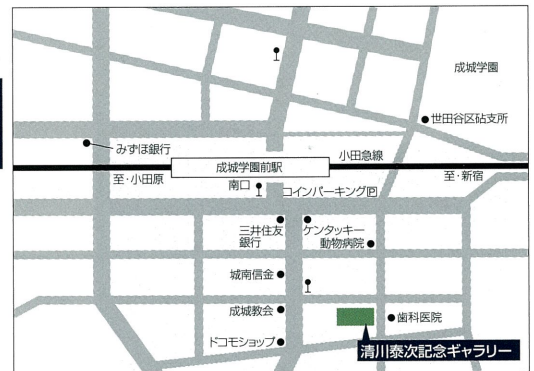 成城学園
世田谷区砧支所
みずほ銀行
小田急線
成城学園前駅
至・小田原
至・新宿
南口
コインパーキングP
三井住友
銀行
ケンタッキー
動物病院
城南信金
成城教会
歯科医院
ドコモショップ
清川泰次記念ギャラリー